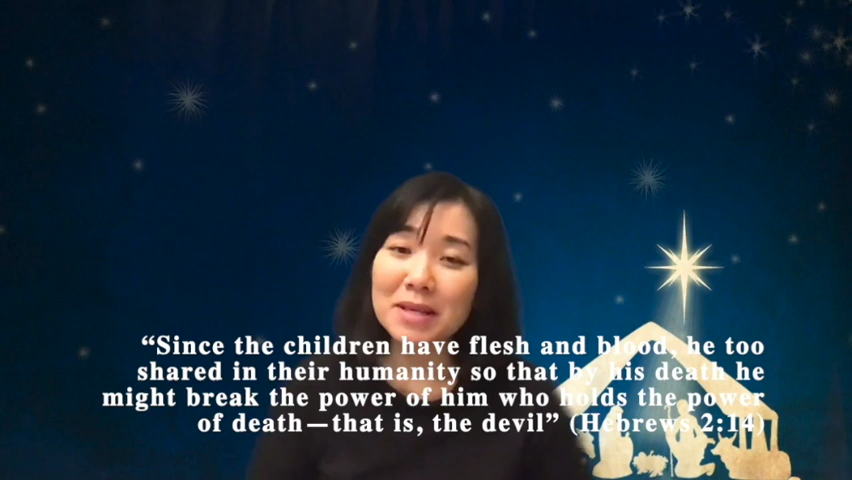 “Since the children have flesh and blood, he too
shared in their humanity so that by his death he
might break the power of him who holds the power
of death—that is, the devil” (Hebrews 2:14)